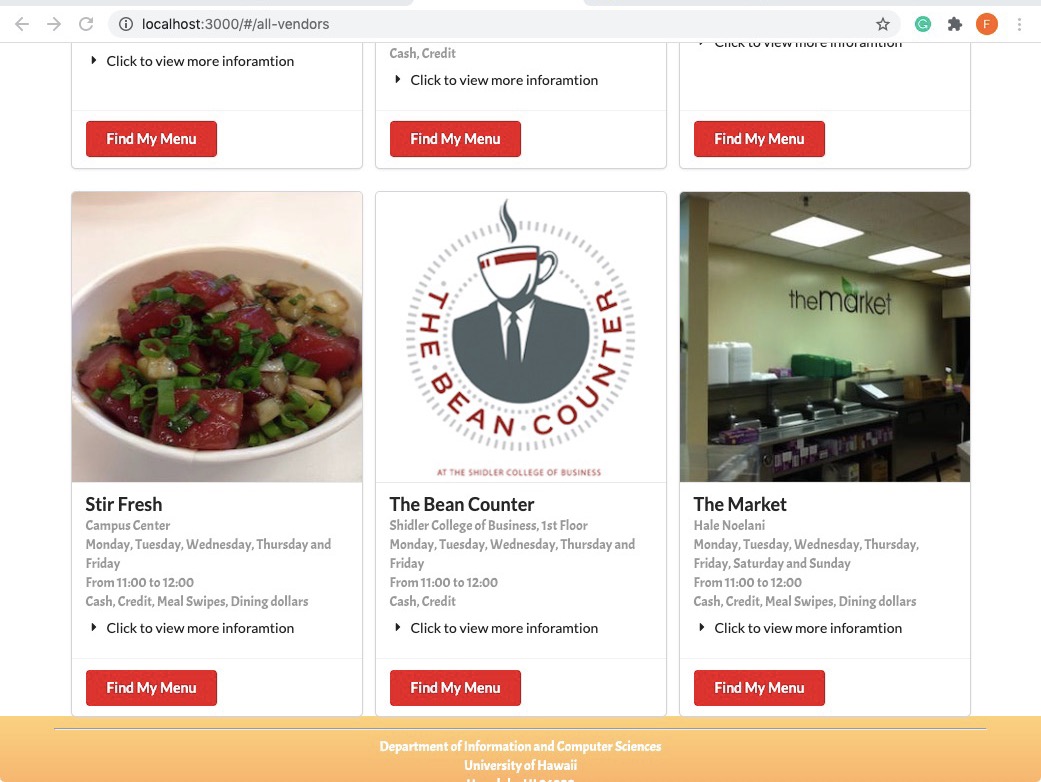 localhost:3000/#/all-vendors
F
Cash, Credit
Click to view more inforamtion
Click to view more inforamtion
Click to view more inforamtion
Find My Menu
Find My Menu
Find My Menu
THE BEAN COUNTER
AT THE SHIDLER COLLEGE OF BUSINESS
themarket
Stir Fresh
Campus Center
Monday, Tuesday, Wednesday, Thursday and
Friday
From 11:00 to 12:00
Cash, Credit, Meal Swipes, Dining dollars
Click to view more inforamtion
Find My Menu
The Bean Counter
Shidler College of Business, 1st Floor
Monday, Tuesday, Wednesday, Thursday and
Friday
From 11:00 to 12:00
Cash, Credit
Click to view more inforamtion
Find My Menu
The Market
Hale Noelani
Monday, Tuesday, Wednesday, Thursday,
Friday, Saturday and Sunday
From 11:00 to 12:00
Cash, Credit, Meal Swipes, Dining dollars
Click to view more inforamtion
Find My Menu
Department of Information and Computer Sciences
University of Hawaii